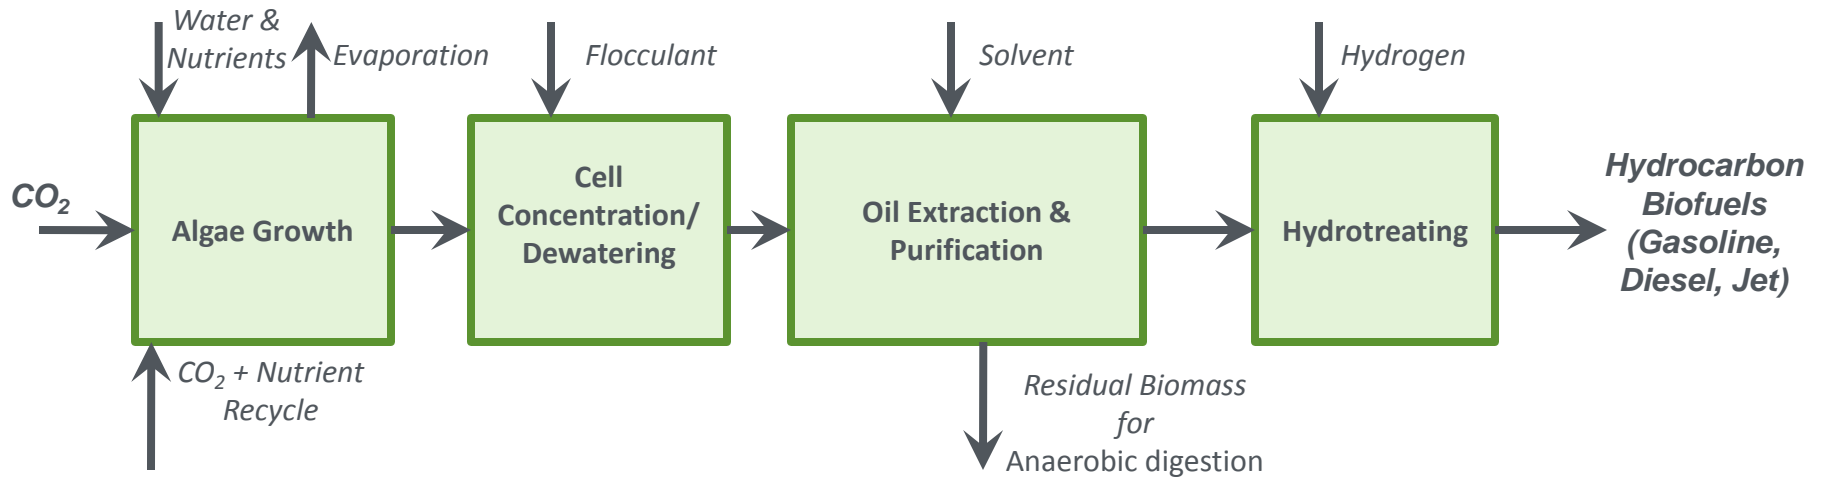 Water &
Nutrients
Evaporation
Flocculant
Solvent
Hydrogen
CO₂
Algae Growth
Cell
Concentration/
Dewatering
Oil Extraction &
Purification
Hydrotreating
Hydrocarbon
Biofuels
(Gasoline,
Diesel, Jet)
CO₂ + Nutrient
Recycle
Residual Biomass
for
Anaerobic digestion